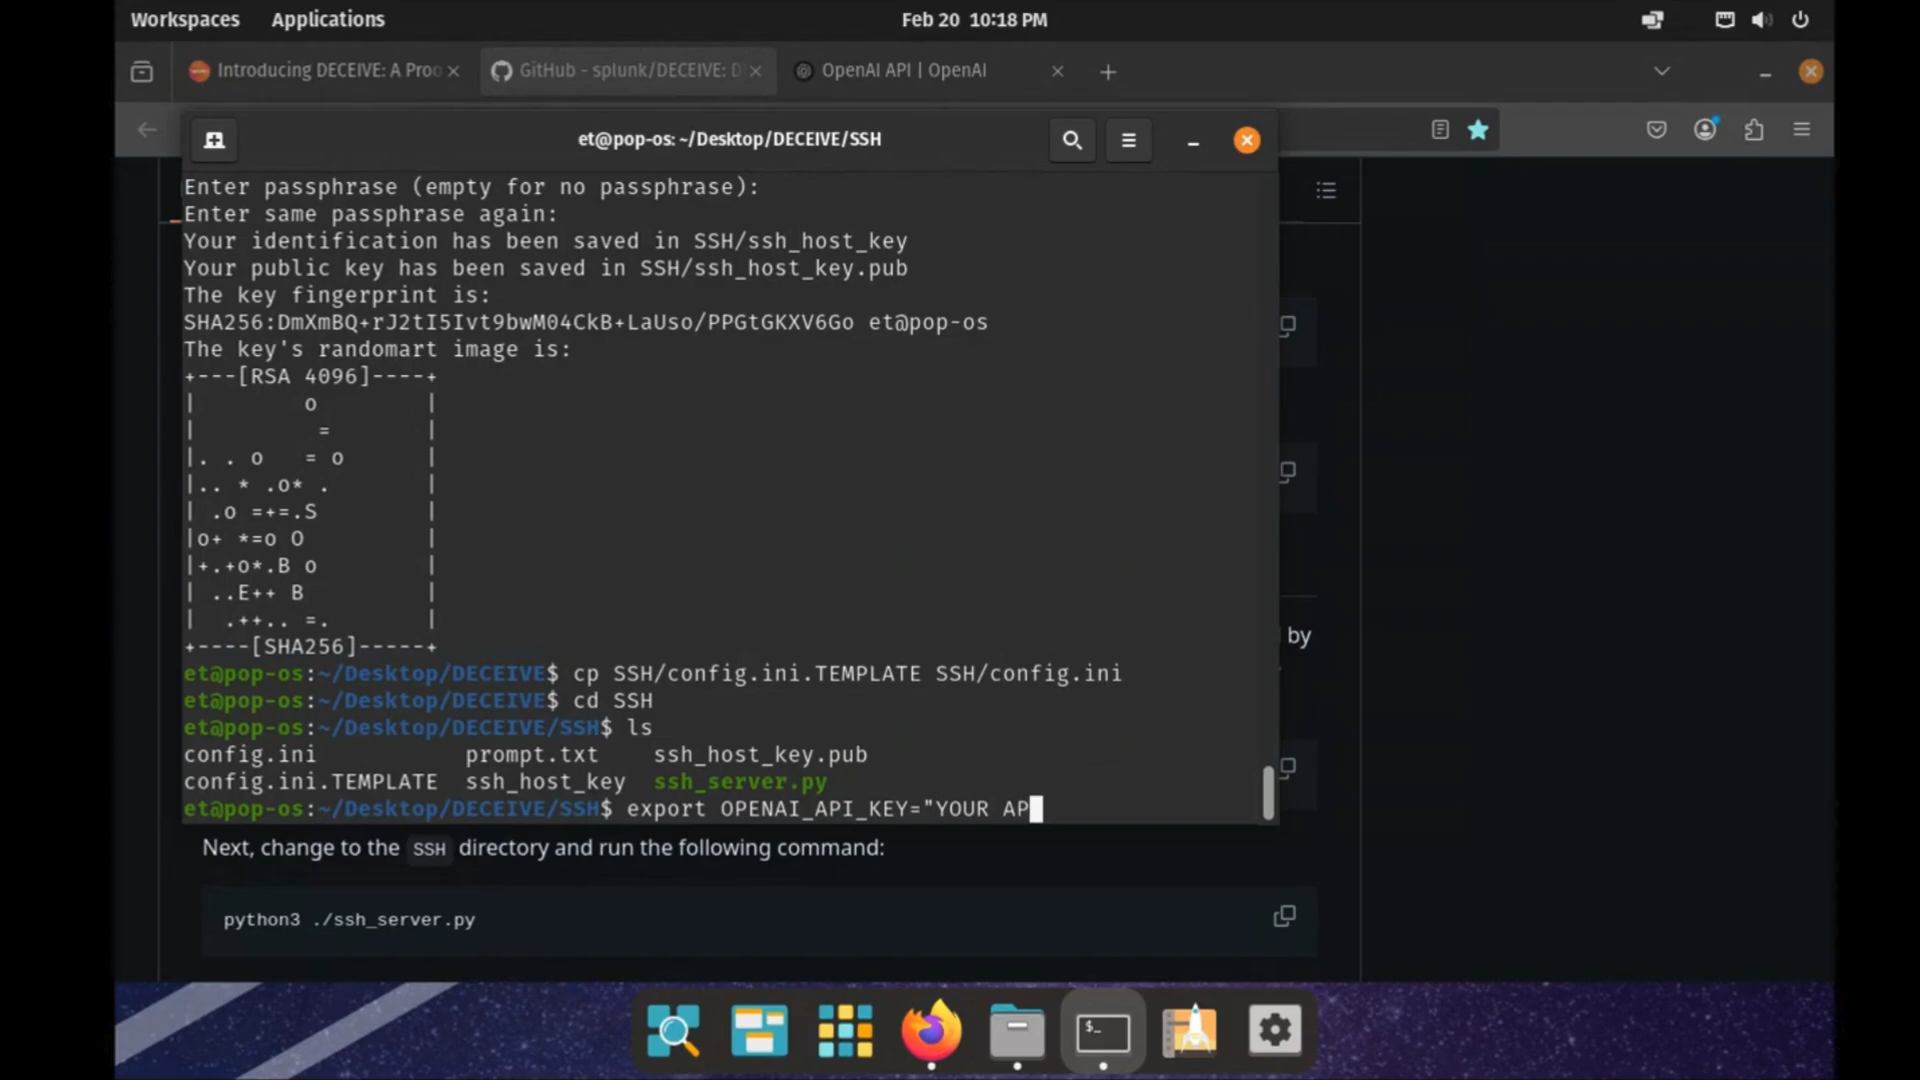 Workspaces Applications Feb 20 10:18 PM
Introducing DECEIVE: A Proo GitHub - splunk/DECEIVE: D OpenAI API | OpenAI
et@pop-os: ~/Desktop/DECEIVE/SSH
Enter passphrase (empty for no passphrase):
Enter same passphrase again:
Your identification has been saved in SSH/ssh_host_key
Your public key has been saved in SSH/ssh_host_key.pub
The key fingerprint is:
SHA256:DmXmBQ+rJ2tI5Ivt9bwM04CkB+LaUso/PPGtGKXV6Go et@pop-os
The key's randomart image is:
+---[RSA 4096]----+
|        o        |
|         =       |
|. . o   = o      |
|.. * .o* .       |
| .o =+=.S        |
|o+ *=o O         |
|+.+o*.B o        |
| ..E++ B         |
|  .++.. =.       |
+----[SHA256]-----+
by
et@pop-os:~/Desktop/DECEIVE$ cp SSH/config.ini.TEMPLATE SSH/config.ini
et@pop-os:~/Desktop/DECEIVE$ cd SSH
et@pop-os:~/Desktop/DECEIVE/SSH$ ls
config.ini prompt.txt ssh_host_key.pub
config.ini.TEMPLATE ssh_host_key ssh_server.py
et@pop-os:~/Desktop/DECEIVE/SSH$ export OPENAI_API_KEY="YOUR AP
Next, change to the SSH directory and run the following command:
python3 ./ssh_server.py